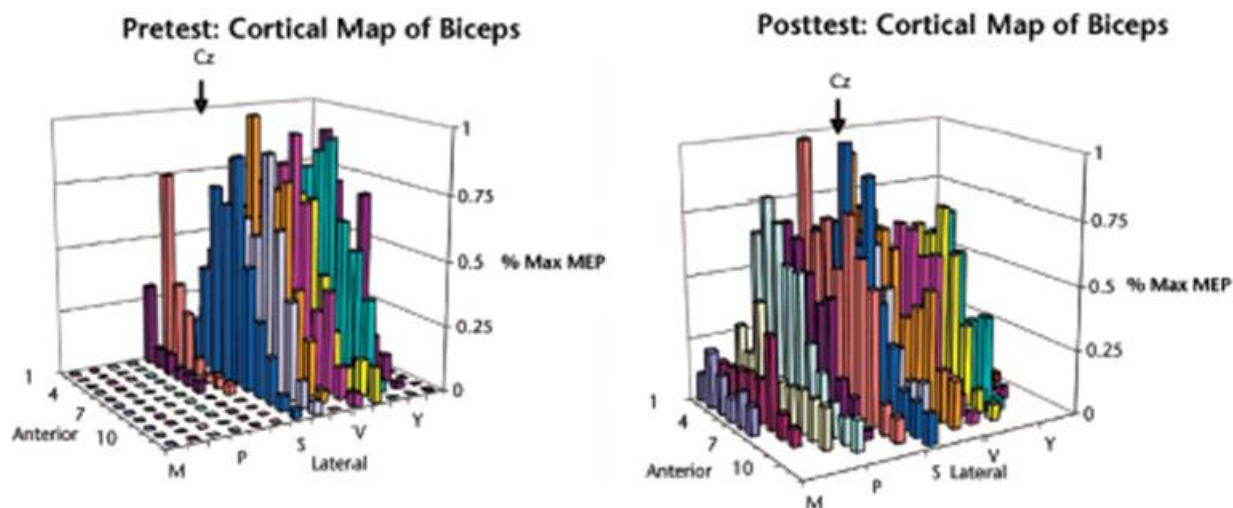 Pretest: Cortical Map of Biceps
Cz
1
0.75
0.5
% Max MEP
0.25
0
1
4
7
10
Anterior
M
P
S
V
Y
Lateral
Posttest: Cortical Map of Biceps
Cz
1
0.75
0.5
% Max MEP
0.25
0
1
4
7
10
Anterior
M
P
S
Lateral
V
Y